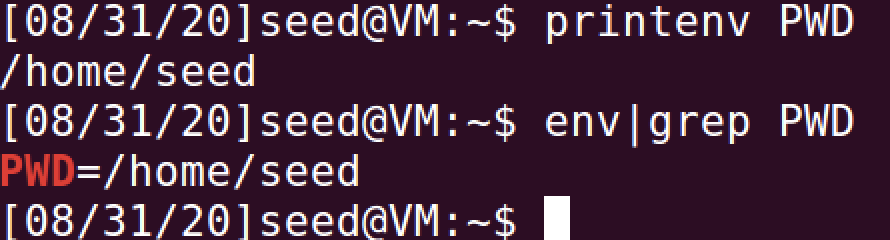 [08/31/20]seed@VM:~$ printenv PWD
/home/seed
[08/31/20]seed@VM:~$ env|grep PWD
PWD=/home/seed
[08/31/20]seed@VM:~$